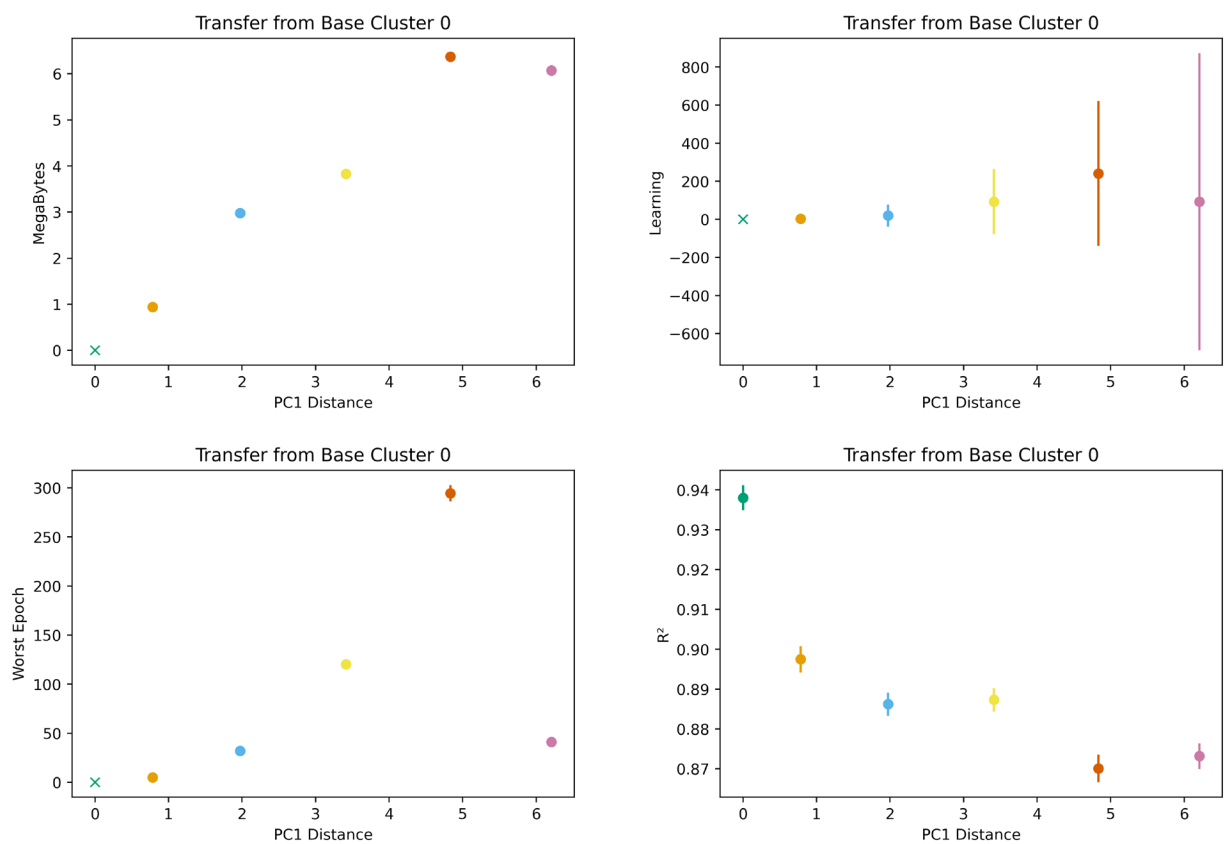 Transfer from Base Cluster 0
MegaBytes
6
5
4
3
2
1
0
0 1 2 3 4 5 6
PC1 Distance
Transfer from Base Cluster 0
Learning
800
600
400
200
0
−200
−400
−600
0 1 2 3 4 5 6
PC1 Distance
Transfer from Base Cluster 0
Worst Epoch
300
250
200
150
100
50
0
0 1 2 3 4 5 6
PC1 Distance
Transfer from Base Cluster 0
R²
0.94
0.93
0.92
0.91
0.90
0.89
0.88
0.87
0 1 2 3 4 5 6
PC1 Distance